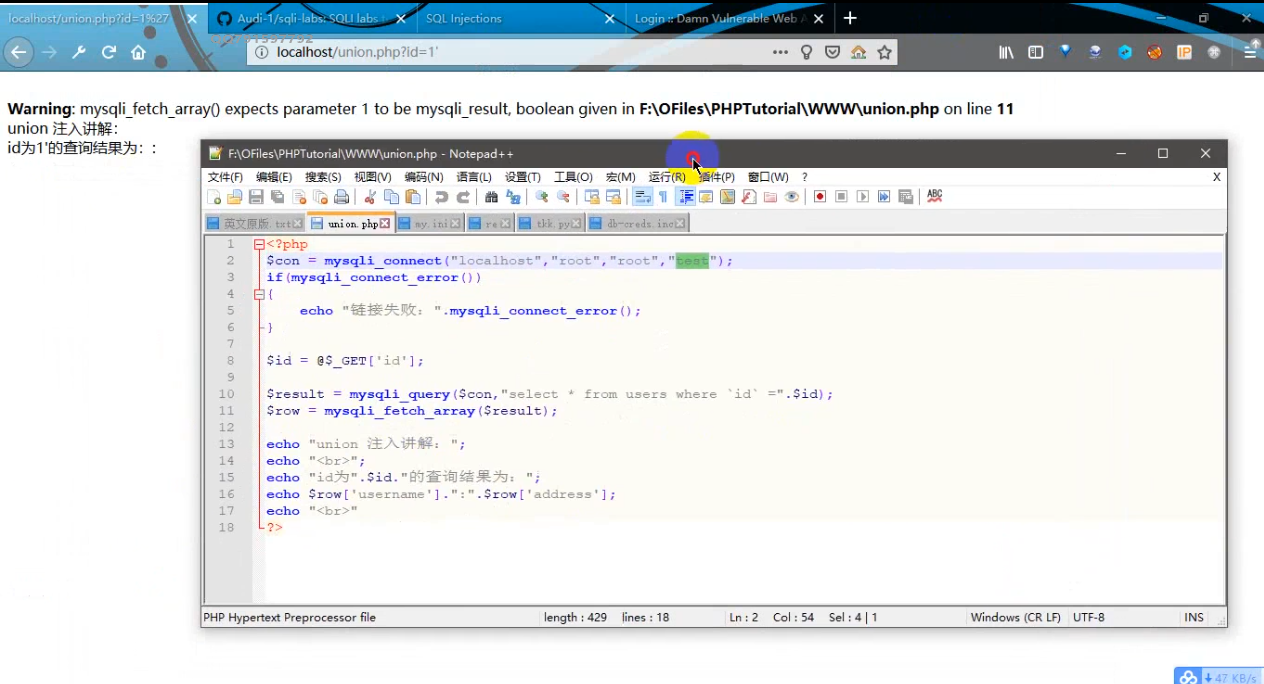 localhost/union.php?id=1%27
Audi-1/sqli-labs: SQLI labs
SQL Injections
Login :: Damn Vulnerable Web A
localhost/union.php?id=1'
IP
Warning: mysqli_fetch_array() expects parameter 1 to be mysqli_result, boolean given in F:\OFiles\PHPTutorial\WWW\union.php on line 11
union 注入讲解：
id为1'的查询结果为：:
F:\OFiles\PHPTutorial\WWW\union.php - Notepad++
文件(F) 编辑(E) 搜索(S) 视图(V) 编码(N) 语言(L) 设置(T) 工具(O) 宏(M) 运行(R) 插件(P) 窗口(W) ? X
ABC
英文原版.txt union.php my.ini re tkk.py db-creds.inc
1 <?php
2 $con = mysqli_connect("localhost","root","root","test");
3 if(mysqli_connect_error())
4 {
5 echo "链接失败：".mysqli_connect_error();
6 }
7
8 $id = @$_GET['id'];
9
10 $result = mysqli_query($con,"select * from users where `id` =".$id);
11 $row = mysqli_fetch_array($result);
12
13 echo "union 注入讲解：";
14 echo "<br>";
15 echo "id为".$id."的查询结果为：";
16 echo $row['username'].":".$row['address'];
17 echo "<br>"
18 ?>
PHP Hypertext Preprocessor file length : 429 lines : 18 Ln : 2 Col : 54 Sel : 4 | 1 Windows (CR LF) UTF-8 INS
47 KB/s